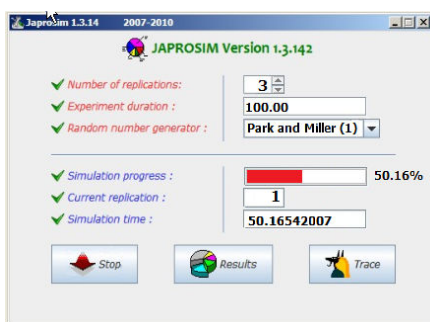 Japrosim 1.3.14 2007-2010
JAPROSIM Version 1.3.142
Number of replications: 3
Experiment duration : 100.00
Random number generator : Park and Miller (1)
Simulation progress : 50.16%
Current replication : 1
Simulation time : 50.16542007
Stop Results Trace